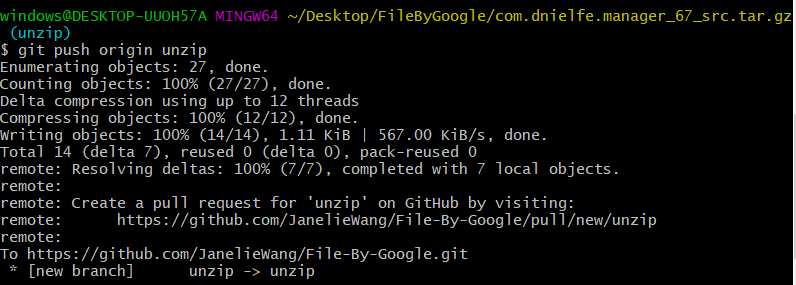 windows@DESKTOP-UUOH57A MINGW64 ~/Desktop/FileByGoogle/com.dnielfe.manager_67_src.tar.gz
(unzip)
$ git push origin unzip
Enumerating objects: 27, done.
Counting objects: 100% (27/27), done.
Delta compression using up to 12 threads
Compressing objects: 100% (12/12), done.
Writing objects: 100% (14/14), 1.11 KiB | 567.00 KiB/s, done.
Total 14 (delta 7), reused 0 (delta 0), pack-reused 0
remote: Resolving deltas: 100% (7/7), completed with 7 local objects.
remote:
remote: Create a pull request for 'unzip' on GitHub by visiting:
remote:      https://github.com/JanelieWang/File-By-Google/pull/new/unzip
remote:
To https://github.com/JanelieWang/File-By-Google.git
 * [new branch]      unzip -> unzip